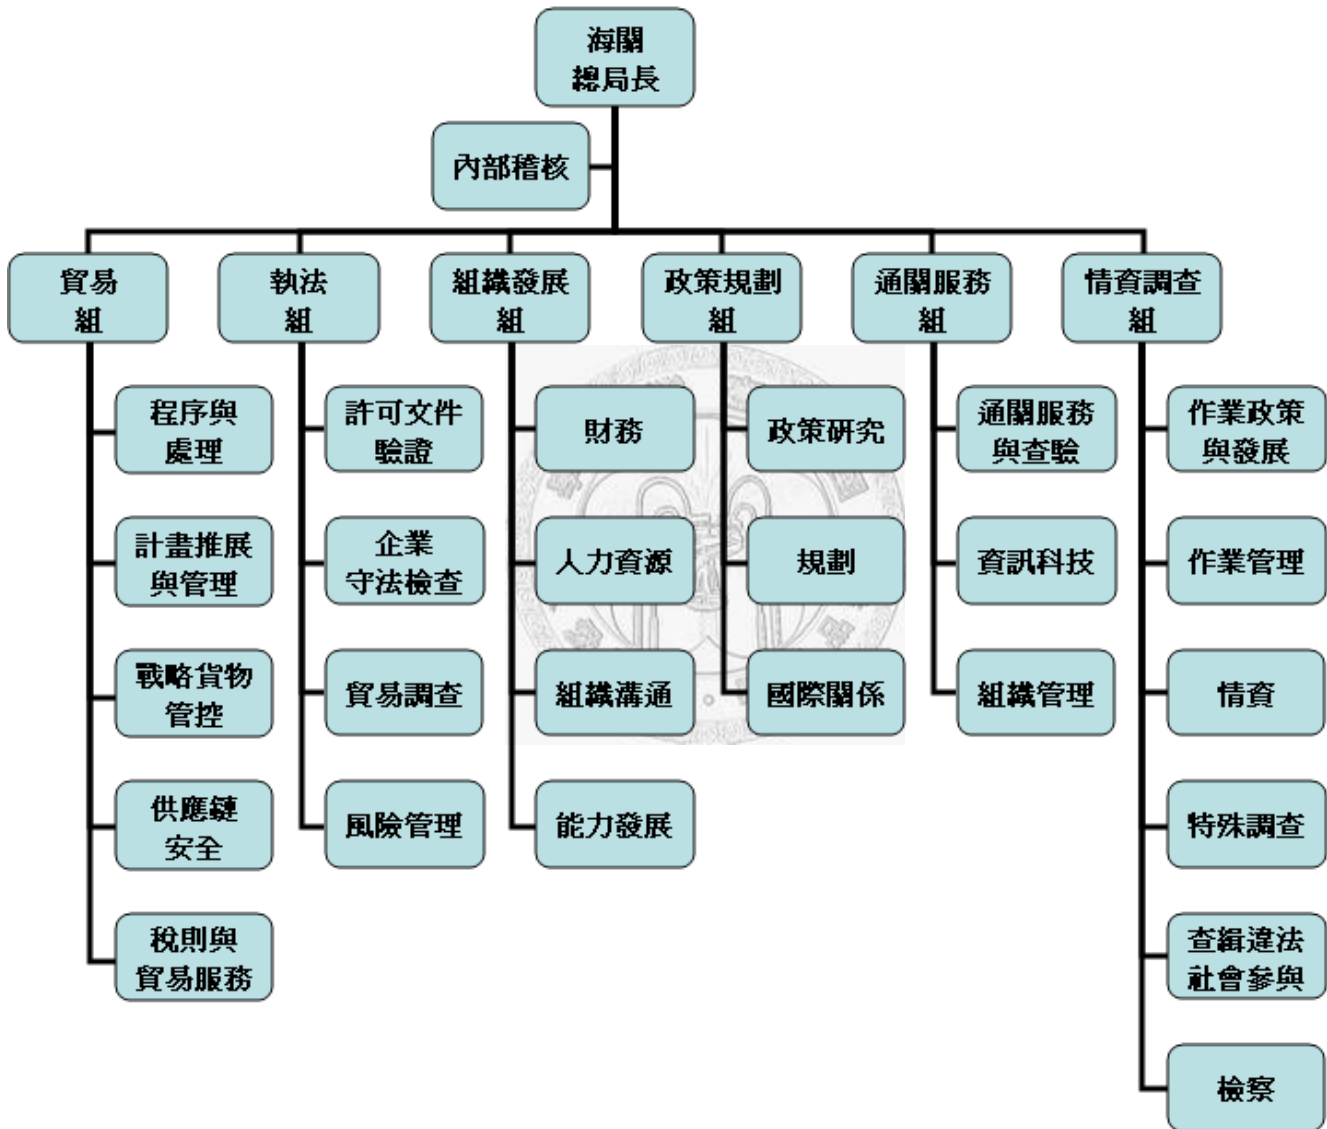 海關
總局長
內部稽核
貿易
組
執法
組
組織發展
組
政策規劃
組
通關服務
組
情資調查
組
程序與
處理
計畫推展
與管理
戰略貨物
管控
供應鏈
安全
稅則與
貿易服務
許可文件
驗證
企業
守法檢查
貿易調查
風險管理
財務
人力資源
組織溝通
能力發展
政策研究
規劃
國際關係
通關服務
與查驗
資訊科技
組織管理
作業政策
與發展
作業管理
情資
特殊調查
查緝違法
社會參與
檢察